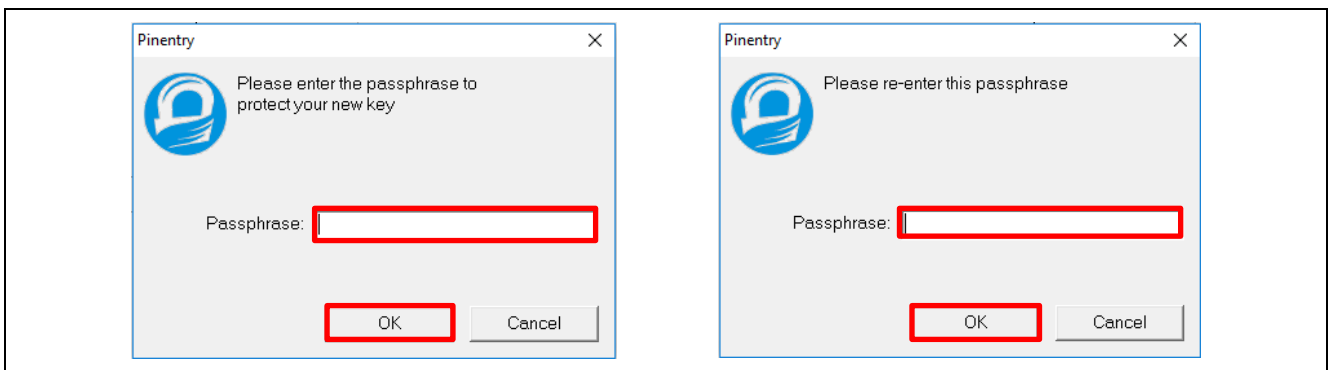 Pinentry
Please enter the passphrase to
protect your new key
Passphrase:
OK Cancel
Pinentry
Please re-enter this passphrase
Passphrase:
OK Cancel